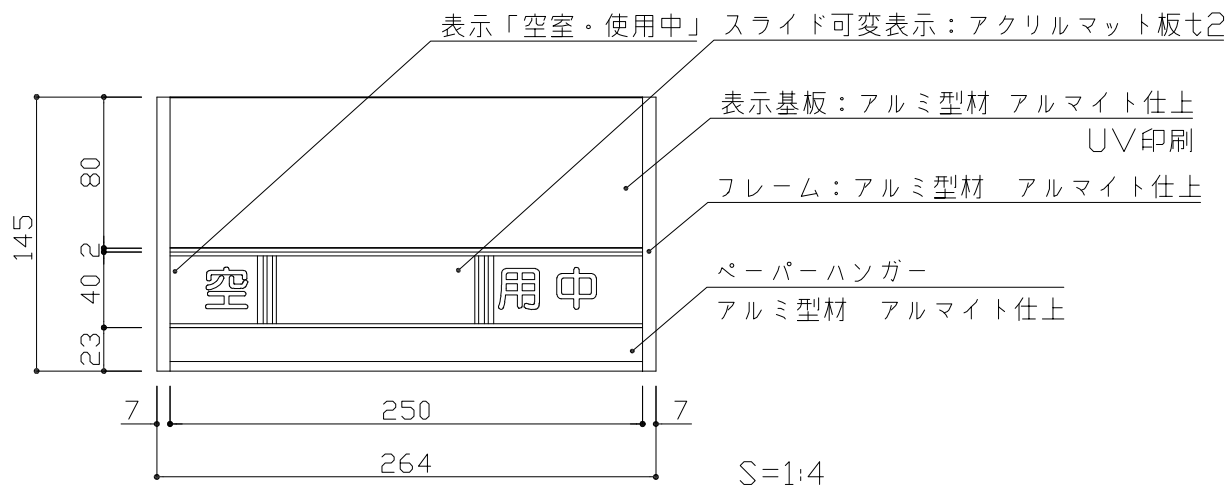 表示「空室・使用中」 スライド可変表示：アクリルマット板t2
表示基板：アルミ型材 アルマイト仕上
UV印刷
フレーム：アルミ型材 アルマイト仕上
ペーパーハンガー
アルミ型材 アルマイト仕上
145
80
2
40
23
空
用中
7
250
7
264
S=1:4